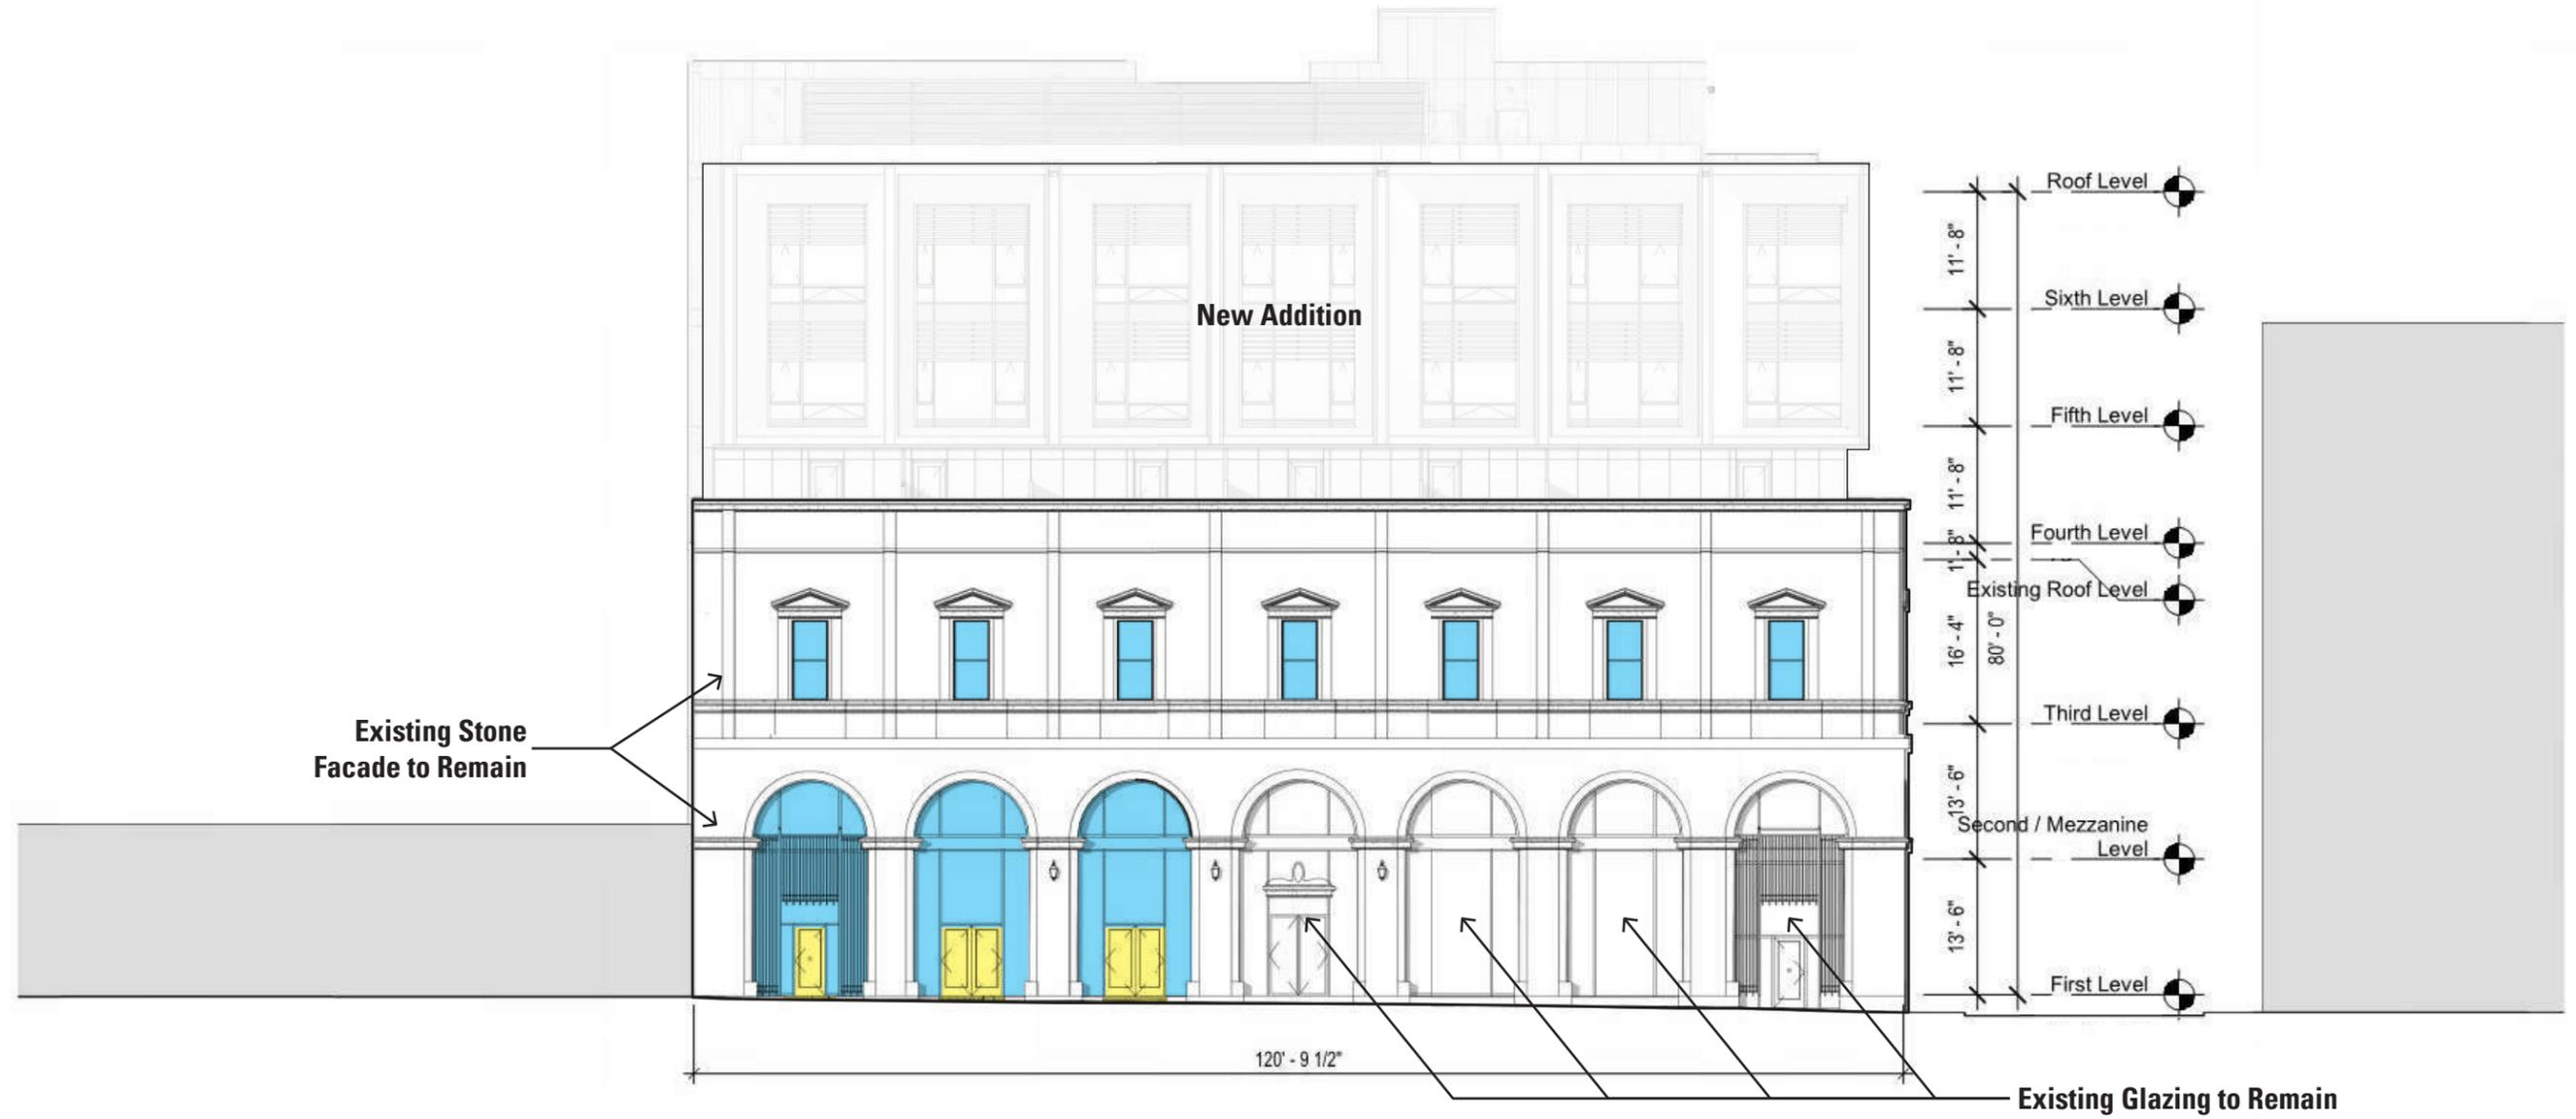 Roof Level
11' - 8"
Sixth Level
New Addition
11' - 8"
Fifth Level
11' - 8"
Fourth Level
1' - 8"
Existing Roof Level
16' - 4"
80' - 0"
Third Level
Existing Stone
Facade to Remain
13' - 6"
Second / Mezzanine
Level
13' - 6"
First Level
120' - 9 1/2"
Existing Glazing to Remain